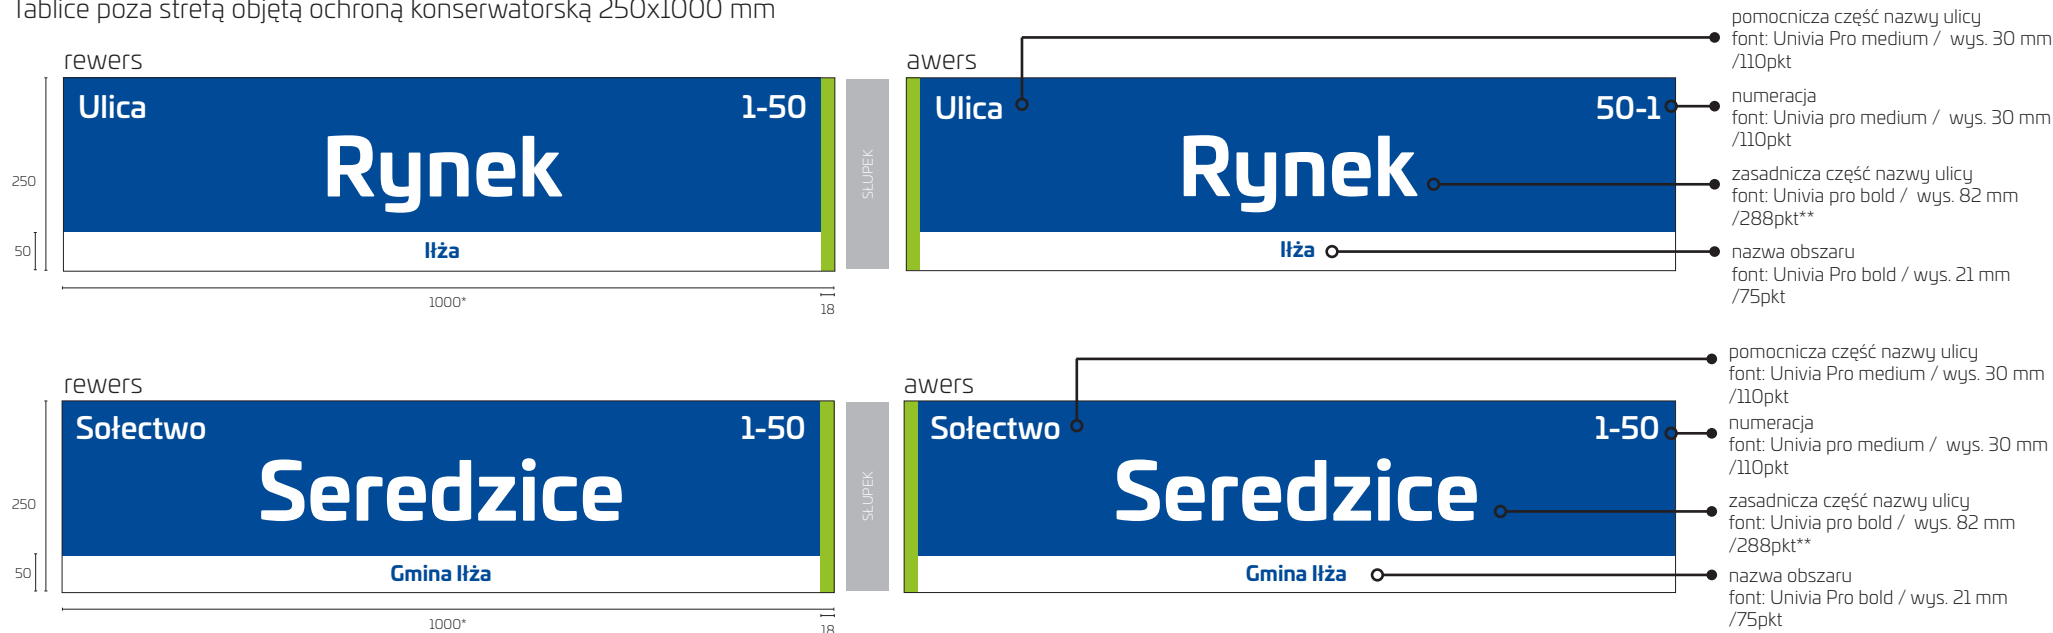 Tablice poza strefą objętą ochroną konserwatorską 250x1000 mm
rewers
awers
Ulica
1-50
Rynek
Iłża
SŁUPEK
Ulica
50-1
Rynek
Iłża
250
50
1000*
18
pomocnicza część nazwy ulicy
font: Univia Pro medium / wys. 30 mm
/110pkt
numeracja
font: Univia pro medium / wys. 30 mm
/110pkt
zasadnicza część nazwy ulicy
font: Univia pro bold / wys. 82 mm
/288pkt**
nazwa obszaru
font: Univia Pro bold / wys. 21 mm
/75pkt
rewers
awers
Sołectwo
1-50
Seredzice
Gmina Iłża
SŁUPEK
Sołectwo
1-50
Seredzice
Gmina Iłża
250
50
1000*
18
pomocnicza część nazwy ulicy
font: Univia Pro medium / wys. 30 mm
/110pkt
numeracja
font: Univia pro medium / wys. 30 mm
/110pkt
zasadnicza część nazwy ulicy
font: Univia pro bold / wys. 82 mm
/288pkt**
nazwa obszaru
font: Univia Pro bold / wys. 21 mm
/75pkt